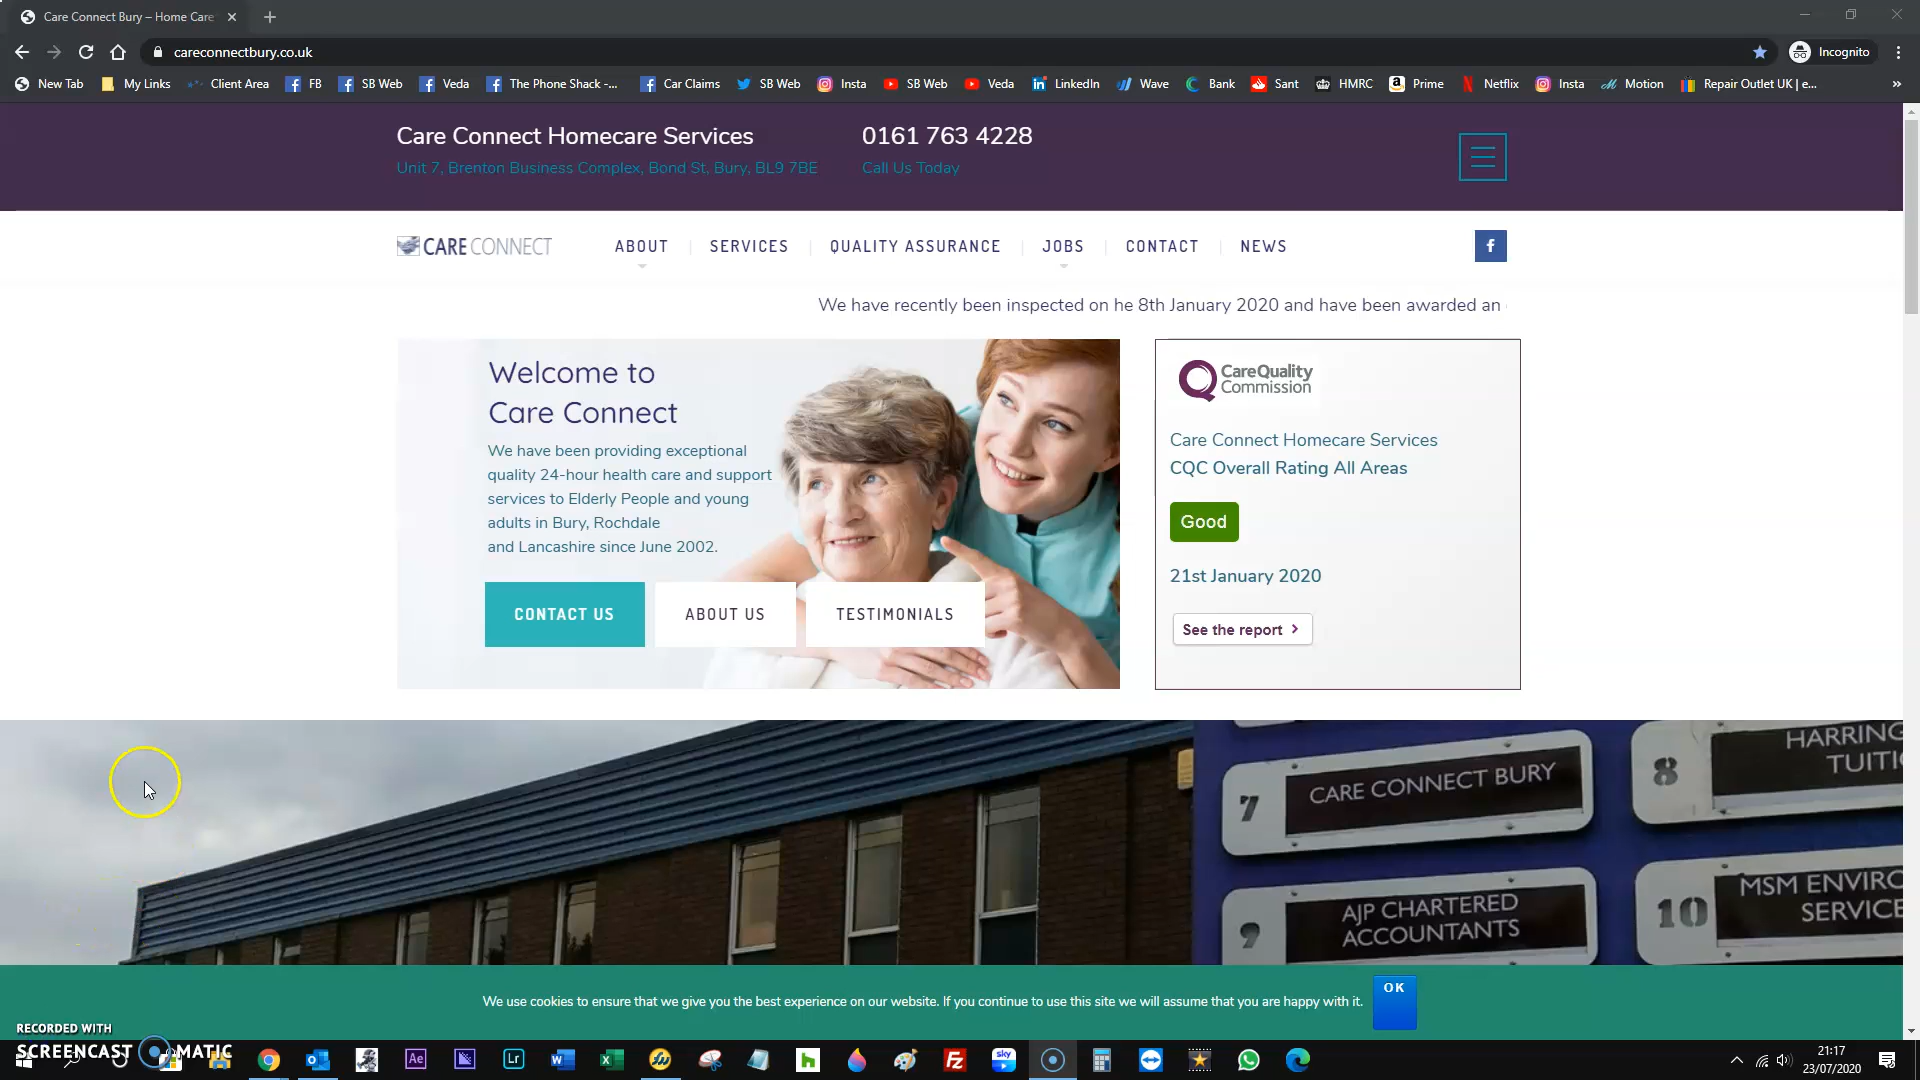 Care Connect Bury – Home Care
careconnectbury.co.uk
Incognito
New Tab
My Links
Client Area
FB
SB Web
Veda
The Phone Shack -...
Car Claims
SB Web
Insta
SB Web
Veda
LinkedIn
Wave
Bank
Sant
HMRC
Prime
Netflix
Insta
Motion
Repair Outlet UK | e...
Care Connect Homecare Services
0161 763 4228
Unit 7, Brenton Business Complex, Bond St, Bury, BL9 7BE
Call Us Today
CARE CONNECT
ABOUT
SERVICES
QUALITY ASSURANCE
JOBS
CONTACT
NEWS
We have recently been inspected on he 8th January 2020 and have been awarded an
Welcome to
Care Connect
We have been providing exceptional
quality 24-hour health care and support
services to Elderly People and young
adults in Bury, Rochdale
and Lancashire since June 2002.
CONTACT US
ABOUT US
TESTIMONIALS
CareQuality
Commission
Care Connect Homecare Services
CQC Overall Rating All Areas
Good
21st January 2020
See the report
7
CARE CONNECT BURY
8
HARRING
TUITI
9
AJP CHARTERED
ACCOUNTANTS
10
MSM ENVIRO
SERVICE
We use cookies to ensure that we give you the best experience on our website. If you continue to use this site we will assume that you are happy with it.
OK
RECORDED WITH
SCREENCAST MATIC
Ae
Lr
Fz
sky
21:17
23/07/2020